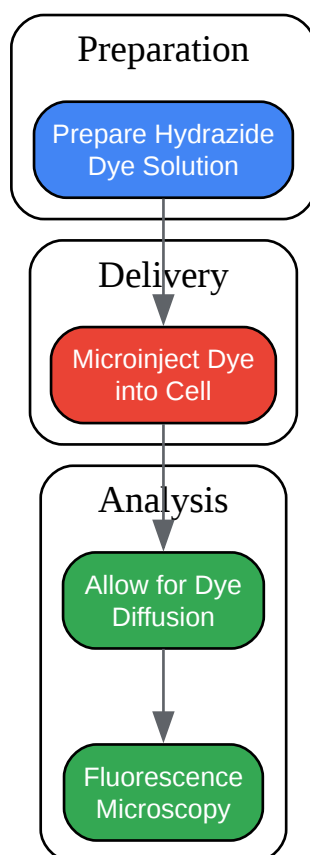 Preparation
Prepare Hydrazide
Dye Solution
Delivery
Microinject Dye
into Cell
Analysis
Allow for Dye
Diffusion
Fluorescence
Microscopy